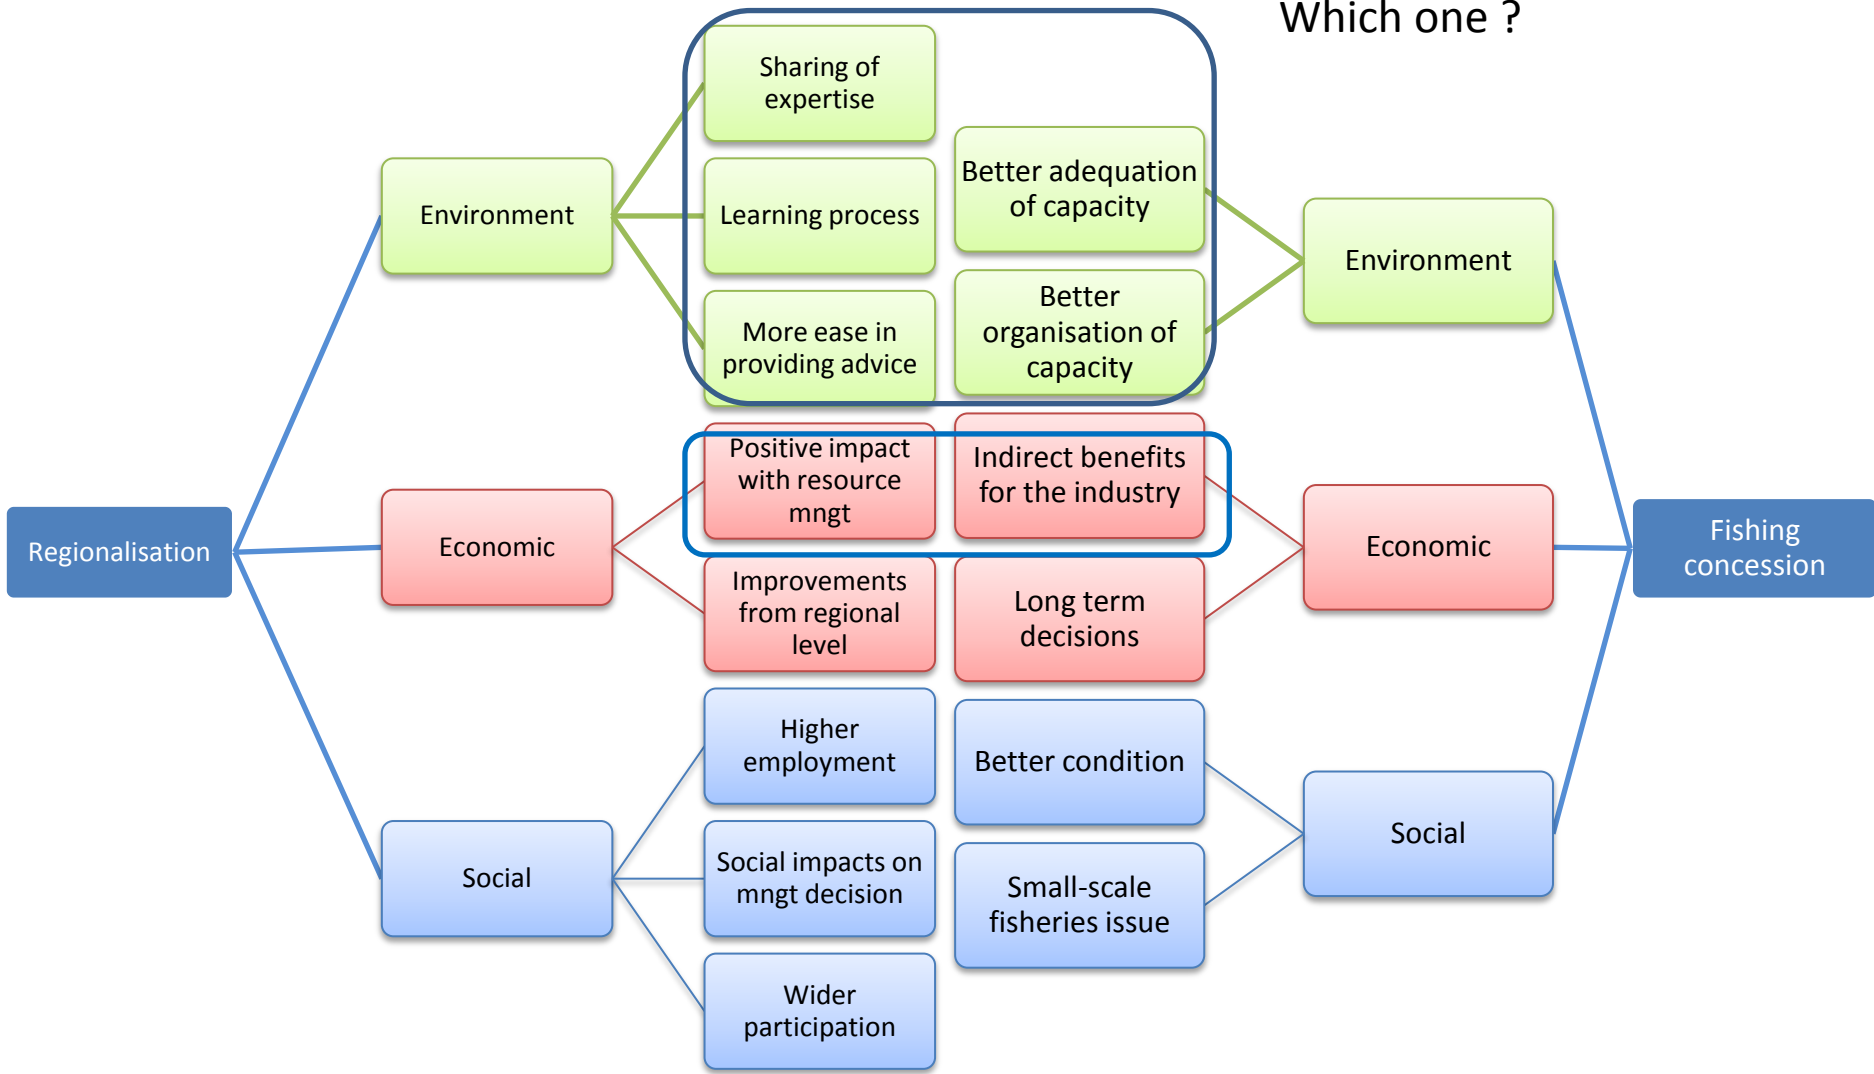 Which one ?
Regionalisation
Environment
Sharing of
expertise
Learning process
More ease in
providing advice
Economic
Positive impact
with resource
mngt
Improvements
from regional
level
Social
Higher
employment
Social impacts on
mngt decision
Wider
participation
Better adequation
of capacity
Better
organisation of
capacity
Environment
Indirect benefits
for the industry
Long term
decisions
Economic
Better condition
Small-scale
fisheries issue
Social
Fishing
concession